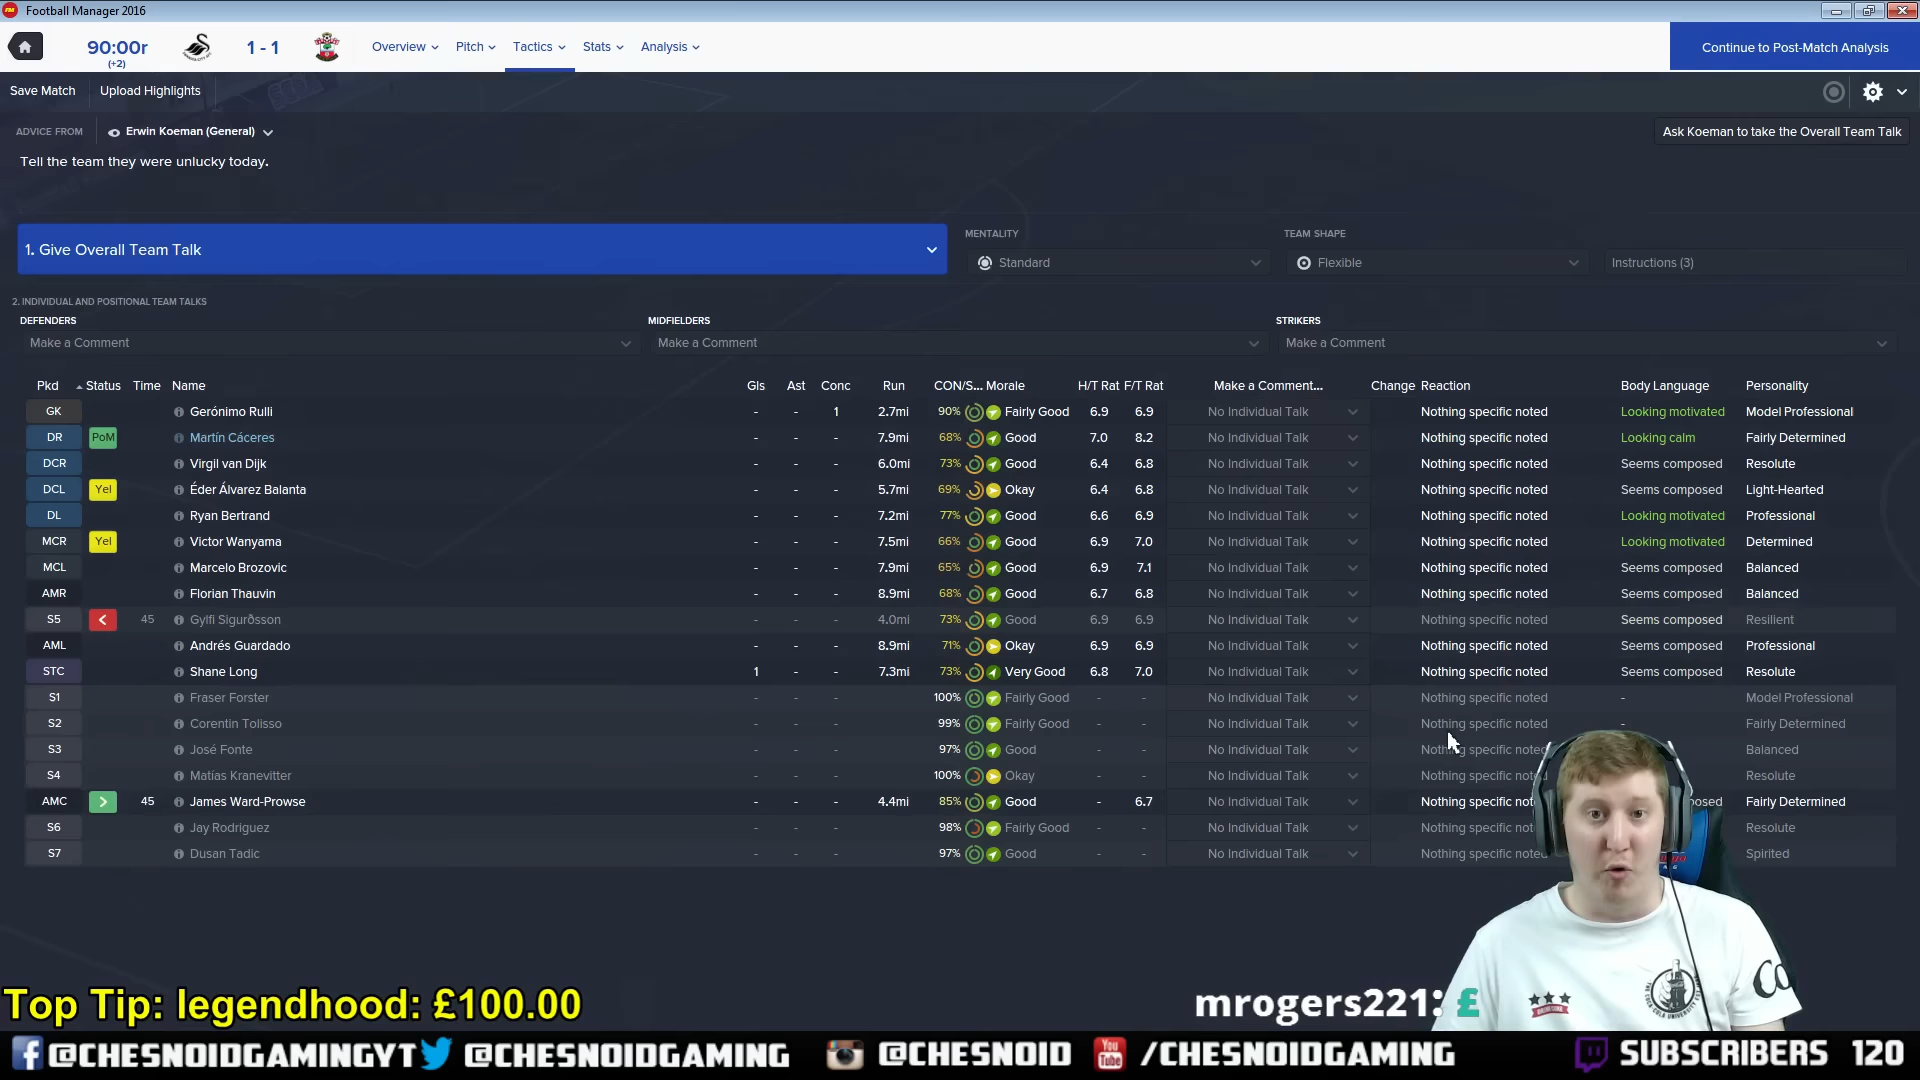 Football Manager 2016
90:00r
(+2)
1 - 1
Overview Pitch Tactics Stats Analysis
Continue to Post-Match Analysis
Save Match Upload Highlights
ADVICE FROM Erwin Koeman (General)
Ask Koeman to take the Overall Team Talk
Tell the team they were unlucky today.
1. Give Overall Team Talk
MENTALITY TEAM SHAPE
Standard Flexible Instructions (3)
2. INDIVIDUAL AND POSITIONAL TEAM TALKS
DEFENDERS MIDFIELDERS STRIKERS
Make a Comment Make a Comment Make a Comment
Pkd Status Time Name Gls Ast Conc Run CON/S... Morale H/T Rat F/T Rat Make a Comment... Change Reaction Body Language Personality
GK Gerónimo Rulli - - 1 2.7mi 90% Fairly Good 6.9 6.9 No Individual Talk Nothing specific noted Looking motivated Model Professional
DR PoM Martín Cáceres - - - 7.9mi 68% Good 7.0 8.2 No Individual Talk Nothing specific noted Looking calm Fairly Determined
DCR Virgil van Dijk - - - 6.0mi 73% Good 6.4 6.8 No Individual Talk Nothing specific noted Seems composed Resolute
DCL Yel Éder Álvarez Balanta - - - 5.7mi 69% Okay 6.4 6.8 No Individual Talk Nothing specific noted Seems composed Light-Hearted
DL Ryan Bertrand - - - 7.2mi 77% Good 6.6 6.9 No Individual Talk Nothing specific noted Looking motivated Professional
MCR Yel Victor Wanyama - - - 7.5mi 66% Good 6.9 7.0 No Individual Talk Nothing specific noted Looking motivated Determined
MCL Marcelo Brozovic - - - 7.9mi 65% Good 6.9 7.1 No Individual Talk Nothing specific noted Seems composed Balanced
AMR Florian Thauvin - - - 8.9mi 68% Good 6.7 6.8 No Individual Talk Nothing specific noted Seems composed Balanced
S5 45 Gylfi Sigurðsson - - - 4.0mi 73% Good 6.9 6.9 No Individual Talk Nothing specific noted Seems composed Resilient
AML Andrés Guardado - - - 8.9mi 71% Okay 6.9 6.9 No Individual Talk Nothing specific noted Seems composed Professional
STC Shane Long 1 - - 7.3mi 73% Very Good 6.8 7.0 No Individual Talk Nothing specific noted Seems composed Resolute
S1 Fraser Forster 100% Fairly Good - - No Individual Talk Nothing specific noted - Model Professional
S2 Corentin Tolisso 99% Fairly Good - - No Individual Talk Nothing specific noted - Fairly Determined
S3 José Fonte 97% Good - - No Individual Talk Nothing specific noted Balanced
S4 Matías Kranevitter 100% Okay - - No Individual Talk Nothing specific Resolute
AMC 45 James Ward-Prowse - - - 4.4mi 85% Good - 6.7 No Individual Talk Nothing specific Fairly Determined
S6 Jay Rodriguez 98% Fairly Good - - No Individual Talk Nothing specific Resolute
S7 Dusan Tadic 97% Good - - No Individual Talk Nothing specific noted Spirited
Top Tip: legendhood: £100.00
mrogers221: £
@CHESNOIDGAMINGYT @CHESNOIDGAMING @CHESNOID You Tube /CHESNOIDGAMING SUBSCRIBERS 120